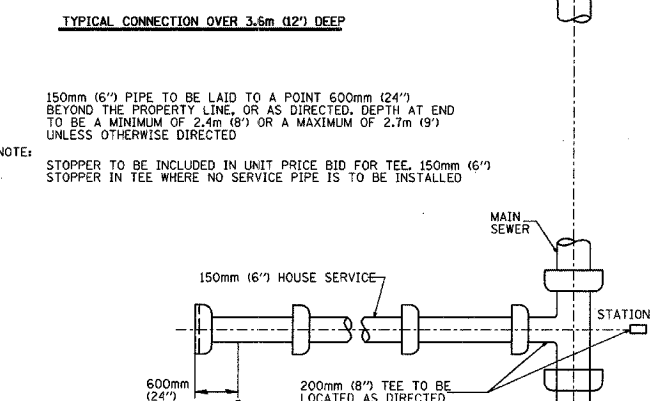 TYPICAL CONNECTION OVER 3.6m (12') DEEP
150mm (6") PIPE TO BE LAID TO A POINT 600mm (24")
BEYOND THE PROPERTY LINE, OR AS DIRECTED. DEPTH AT END
TO BE A MINIMUM OF 2.4m (8') OR A MAXIMUM OF 2.7m (9')
UNLESS OTHERWISE DIRECTED
NOTE:
STOPPER TO BE INCLUDED IN UNIT PRICE BID FOR TEE, 150mm (6")
STOPPER IN TEE WHERE NO SERVICE PIPE IS TO BE INSTALLED
MAIN
SEWER
150mm (6") HOUSE SERVICE
STATION
600mm
(24")
200mm (8") TEE TO BE
LOCATED AS DIRECTED